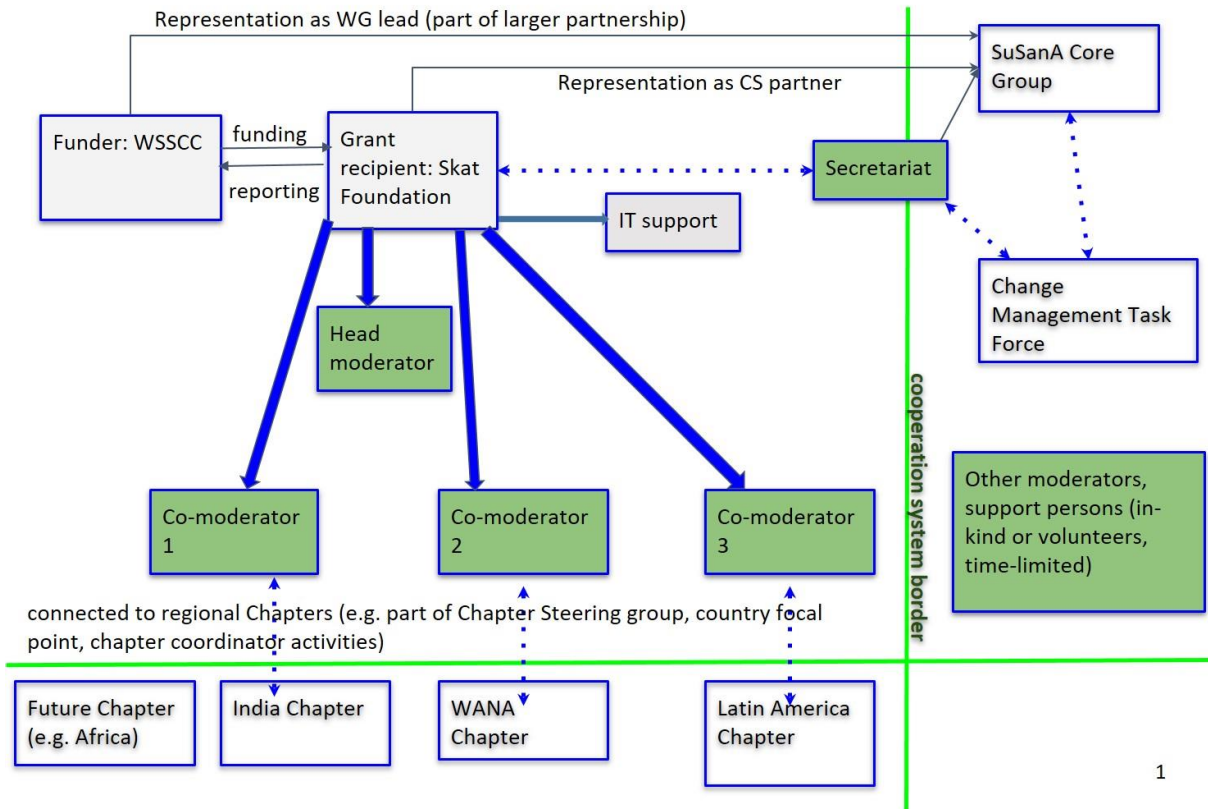 Representation as WG lead (part of larger partnership)
SuSanA Core
Group
Representation as CS partner
Funder: WSSCC
funding
reporting
Grant
recipient: Skat
Foundation
Secretariat
IT support
Change
Management Task
Force
Head
moderator
cooperation system border
Co-moderator
1
Co-moderator
2
Co-moderator
3
Other moderators,
support persons (in-
kind or volunteers,
time-limited)
connected to regional Chapters (e.g. part of Chapter Steering group, country focal
point, chapter coordinator activities)
Future Chapter
(e.g. Africa)
India Chapter
WANA
Chapter
Latin America
Chapter
1